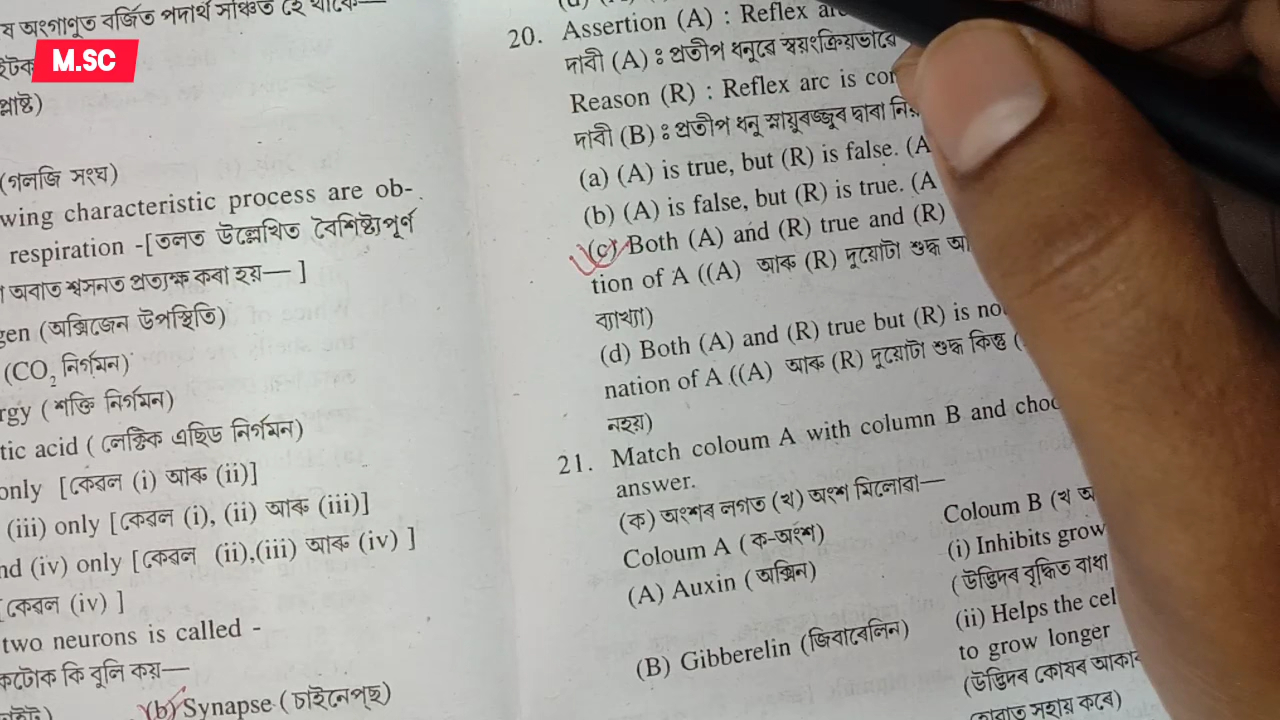 য় অংগাণুত বৰ্জিত পদাৰ্থ সঞ্চিত হৈ থাকে—
M.SC
(গলজি সংঘ)
wing characteristic process are ob-
respiration -[তলত উল্লেখিত বৈশিষ্ট্যপূৰ্ণ
অবাত শ্বসনত প্ৰত্যক্ষ কৰা হয়— ]
gen (অক্সিজেন উপস্থিতি)
(CO₂ নিৰ্গমন)
rgy (শক্তি নিৰ্গমন)
tic acid ( লেক্টিক এছিড নিৰ্গমন)
only [কেৱল (i) আৰু (ii)]
(iii) only [কেৱল (i), (ii) আৰু (iii)]
nd (iv) only [কেৱল (ii),(iii) আৰু (iv) ]
[কেৱল (iv) ]
two neurons is called -
কি বুলি কয়—
(b) Synapse (চাইনেপ্ছ)
20. Assertion (A) : Reflex
দাবী (A) ঃ প্ৰতীপ ধনুৱে স্বয়ংক্ৰিয়ভাৱে
Reason (R) : Reflex arc is con
দাবী (B) ঃ প্ৰতীপ ধনু স্নায়ুৰজ্জুৰ দ্বাৰা
(a) (A) is true, but (R) is false. (A
(b) (A) is false, but (R) is true. (A
(c) Both (A) and (R) true and (R)
tion of A ((A) আৰু (R) দুয়োটা শুদ্ধ
ব্যাখ্যা)
(d) Both (A) and (R) true but (R) is no
nation of A ((A) আৰু (R) দুয়োটা শুদ্ধ কিন্তু (
নহয়)
21. Match coloum A with column B and choo
answer.
(ক) অংশৰ লগত (খ) অংশ মিলোৱা—
Coloum A (ক-অংশ)
Coloum B (খ অ
(A) Auxin (অক্সিন)
(i) Inhibits grow
(উদ্ভিদৰ বৃদ্ধিত বাধা
(ii) Helps the cel
to grow longer
(B) Gibberelin (জিবাৰেলিন)
(উদ্ভিদৰ কোষৰ আকাৰ
সহায় কৰে)